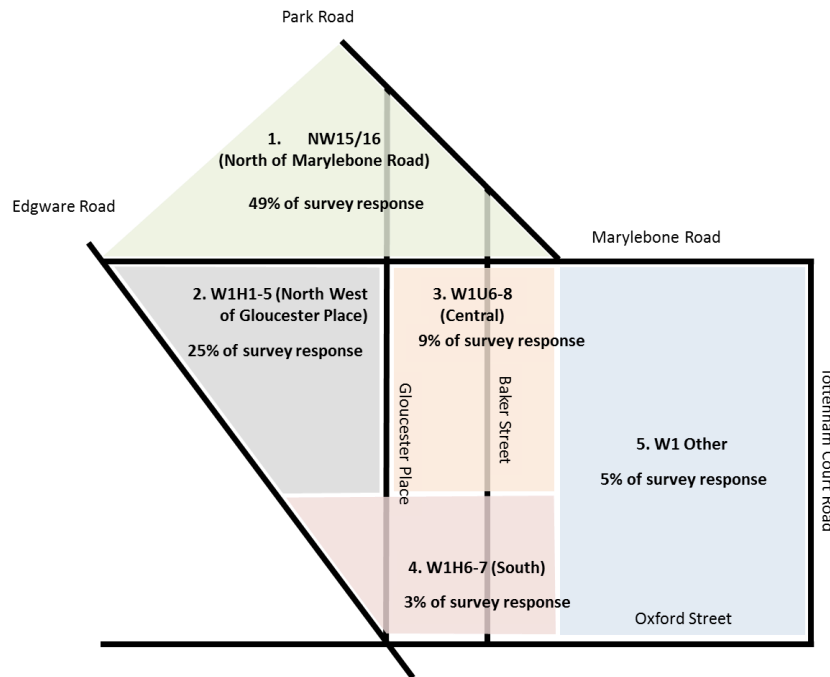 Park Road
1. NW15/16
(North of Marylebone Road)
49% of survey response
Edgware Road
Marylebone Road
2. W1H1-5 (North West
of Gloucester Place)
25% of survey response
3. W1U6-8
(Central)
9% of survey response
Gloucester Place
Baker Street
Tottenham Court Road
5. W1 Other
5% of survey response
4. W1H6-7 (South)
3% of survey response
Oxford Street